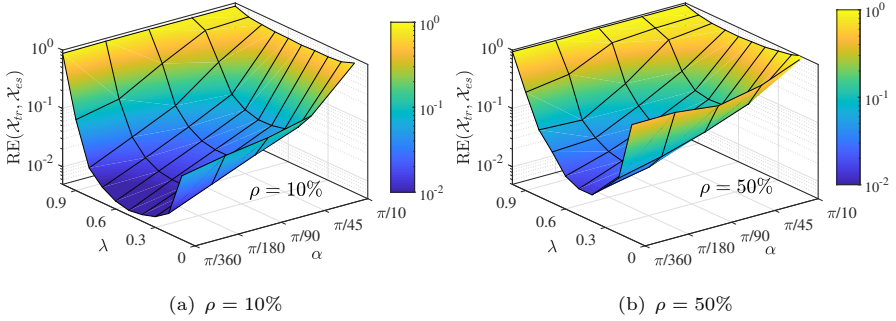 10^0
10^-1
10^-2
RE(𝒳_tr, 𝒳_es)
0.9
0.6
0.3
0
λ
π/360
π/180
π/90
π/45
π/10
α
ρ = 10%
10^0
10^-1
10^-2
(a) ρ = 10%
10^0
10^-1
10^-2
RE(𝒳_tr, 𝒳_es)
0.9
0.6
0.3
0
λ
π/360
π/180
π/90
π/45
π/10
α
ρ = 50%
10^0
10^-1
10^-2
(b) ρ = 50%